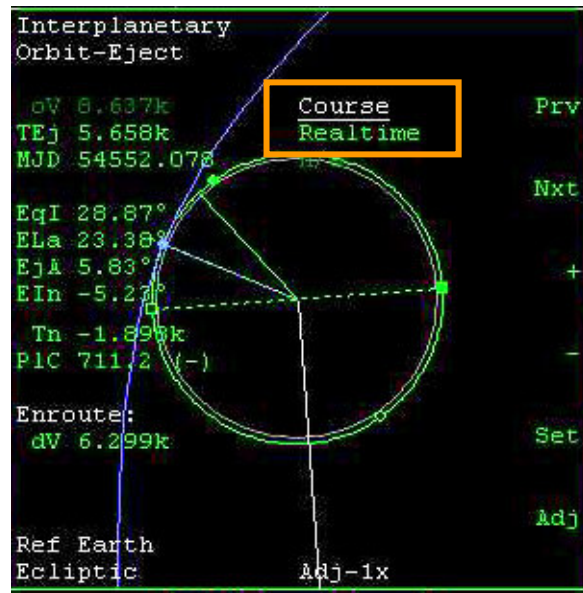 Interplanetary
Orbit-Eject
oV 8.637k
Course
Prv
TEj 5.658k
Realtime
MJD 54552.078
Nxt
EqI 28.87°
ELa 23.38°
EjA 5.83°
+
EIn -5.23°
Tn -1.898k
PlC 711.2 (-)
-
Enroute:
dV 6.299k
Set
Adj
Ref Earth
Ecliptic
Adj-1x